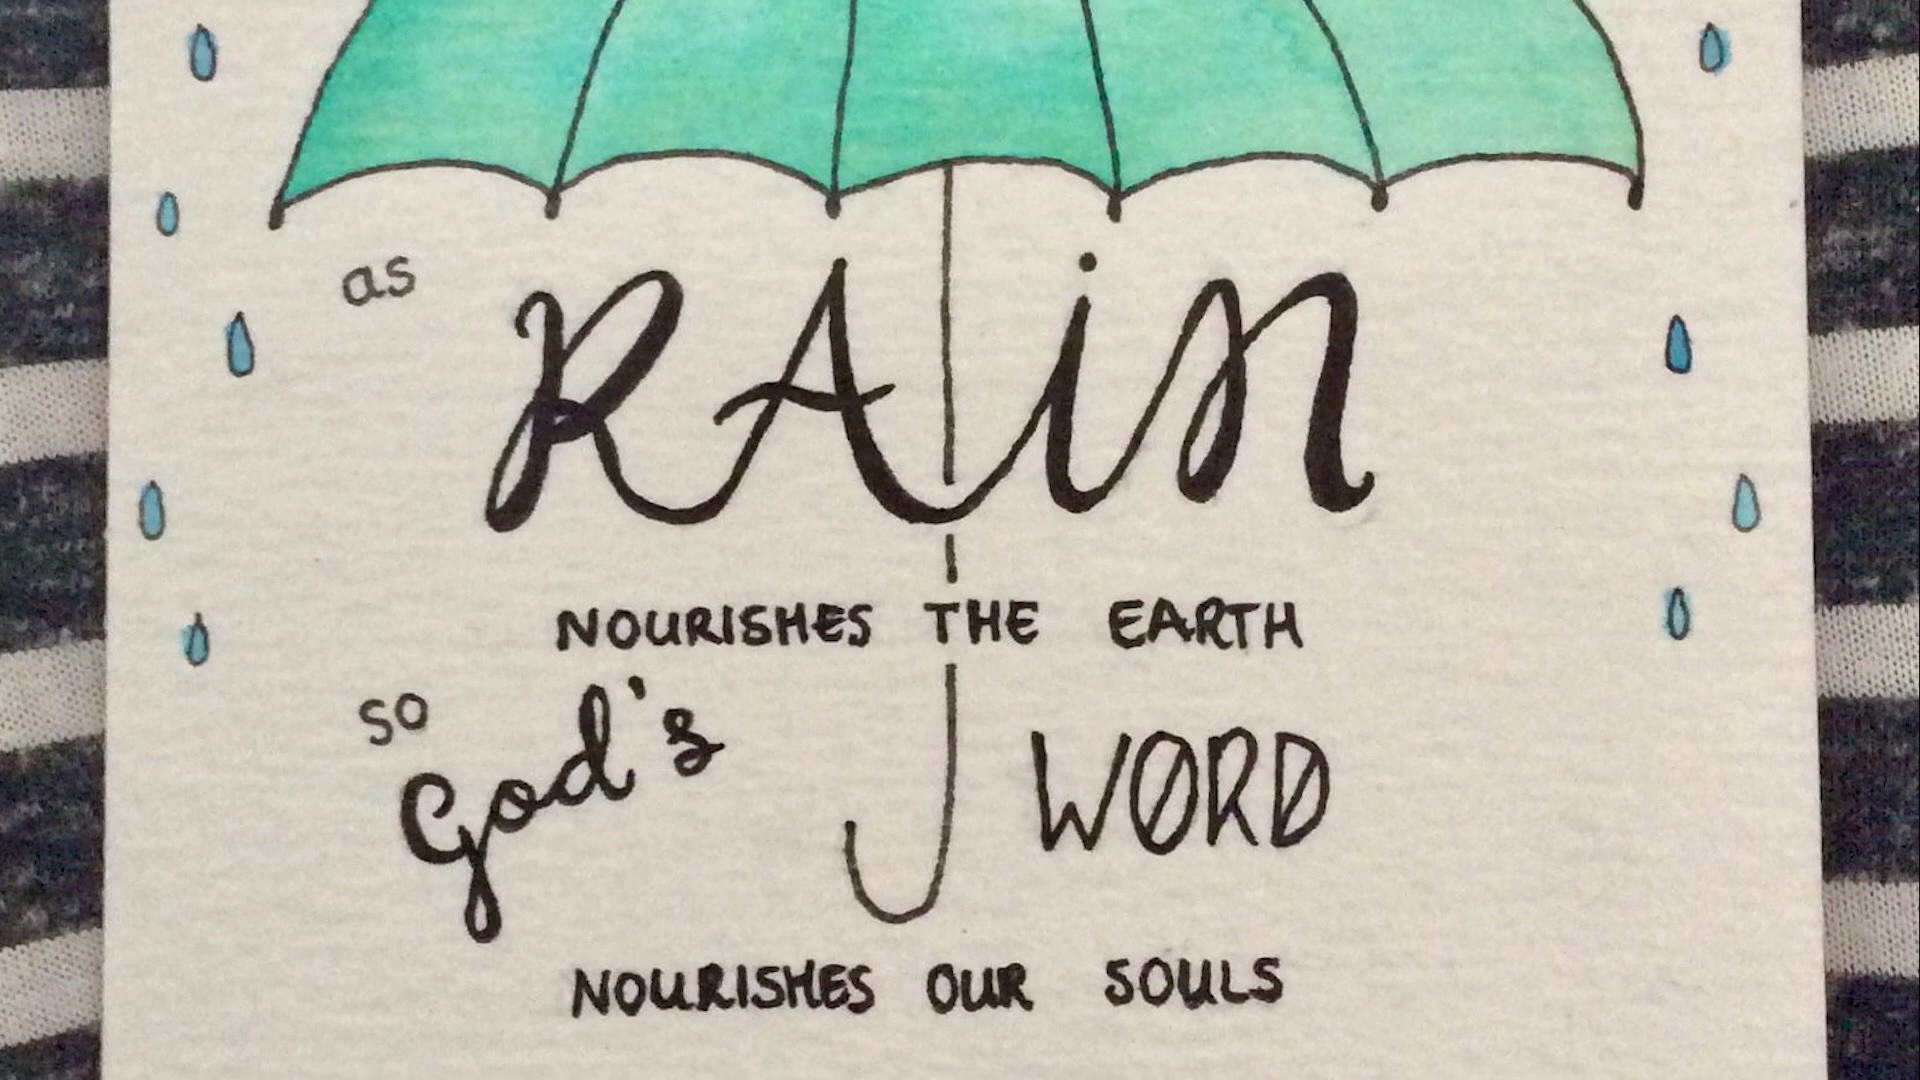 as
RAiN
NOURISHES THE EARTH
so God's WORD
NOURISHES OUR SOULS